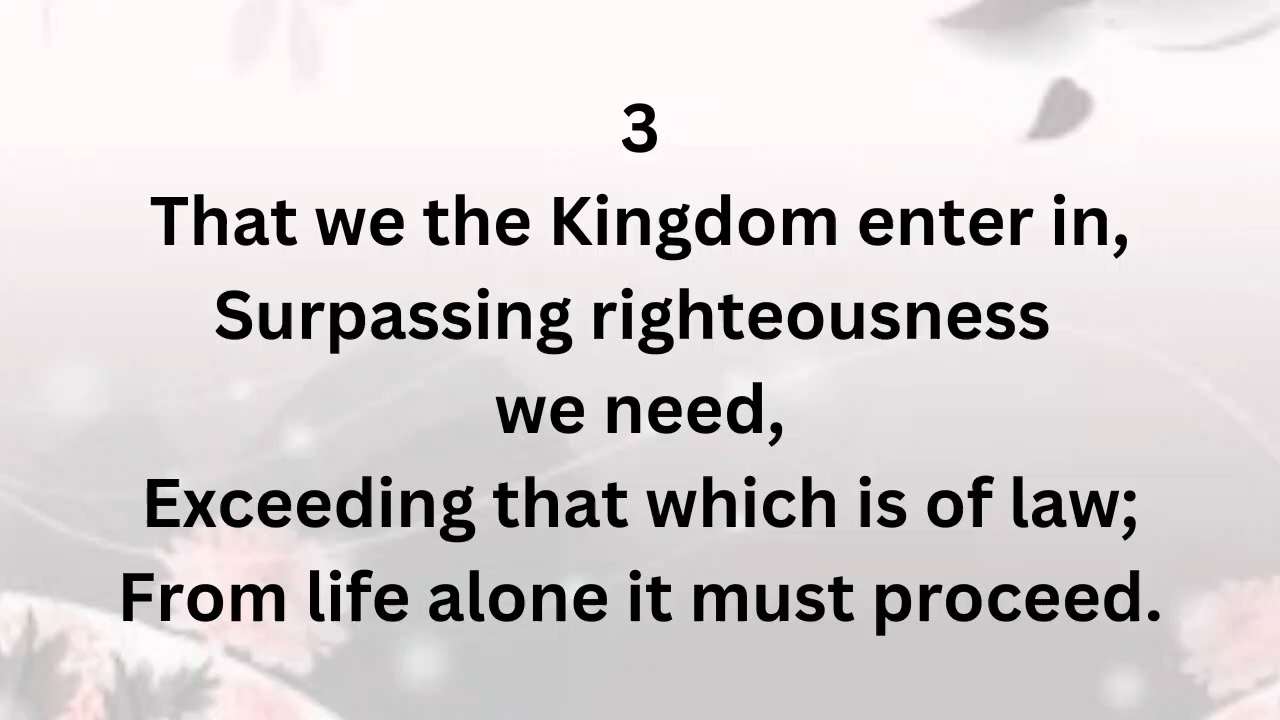 3
That we the Kingdom enter in,
Surpassing righteousness
we need,
Exceeding that which is of law;
From life alone it must proceed.